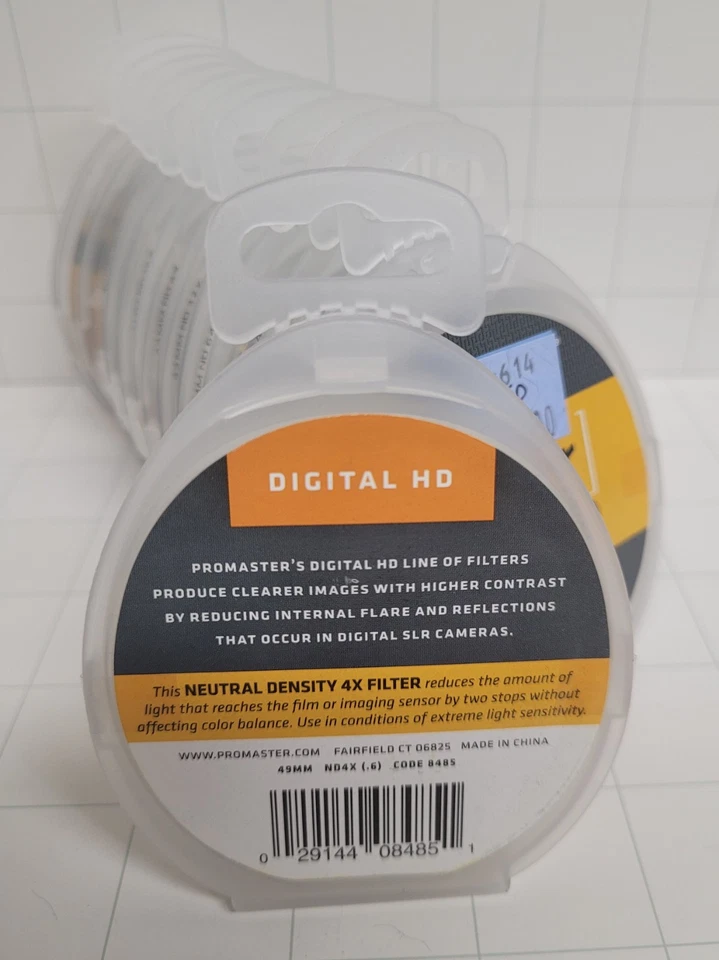 614
DIGITAL HD
PROMASTER'S DIGITAL HD LINE OF FILTERS
PRODUCE CLEARER IMAGES WITH HIGHER CONTRAST
BY REDUCING INTERNAL FLARE AND REFLECTIONS
THAT OCCUR IN DIGITAL SLR CAMERAS.
This NEUTRAL DENSITY 4X FILTER reduces the amount of
light that reaches the film or imaging sensor by two stops without
affecting color balance. Use in conditions of extreme light sensitivity.
WWW.PROMASTER.COM FAIRFIELD CT 06825 MADE IN CHINA
49MM ND4X (.6) CODE 8485
0 29144 08485 1